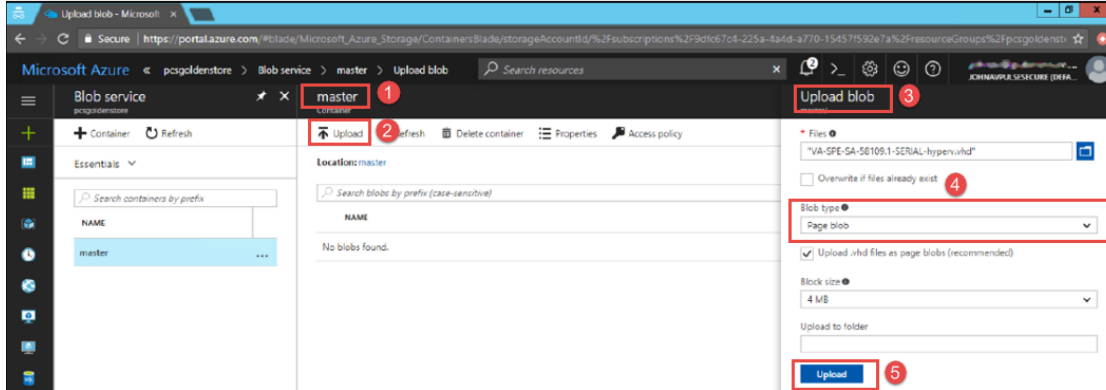 Upload blob - Microsoft
Secure https://portal.azure.com/#blade/Microsoft_Azure_Storage/ContainersBlade/storageAccountId/%2Fsubscriptions%2F9dfc67c4-225a-4a4d-a770-15457f592e7a%2FresourceGroups%2Fpcsgoldenst
Microsoft Azure « pcsgoldenstore > Blob service > master > Upload blob
Search resources
2
JOHNAVPULSESECURE (DEFA...
Blob service
pcsgoldenstore
Container
Refresh
Essentials
Search containers by prefix
NAME
master
...
master
Container
1
Upload
2
efresh
Delete container
Properties
Access policy
Location: master
Search blobs by prefix (case-sensitive)
NAME
No blobs found.
Upload blob
master/
3
* Files
"VA-SPE-SA-58109.1-SERIAL-hyperv.vhd"
Overwrite if files already exist
4
Blob type
Page blob
Upload .vhd files as page blobs (recommended)
Block size
4 MB
Upload to folder
Upload
5